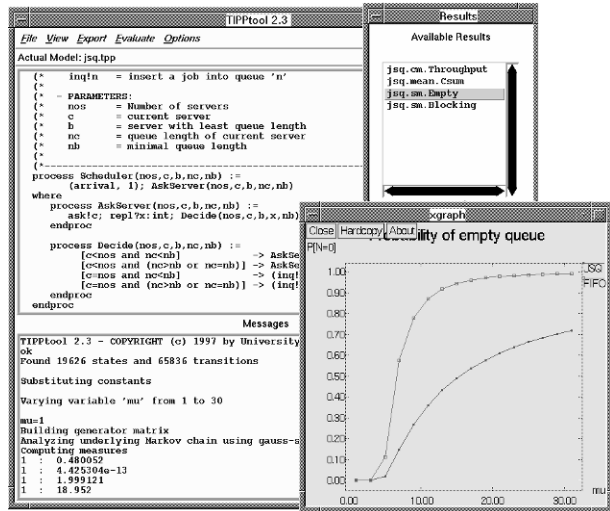 TIPPtool 2.3
File View Export Evaluate Options
Actual Model: jsq.tpp
(* inq!n = insert a job into queue 'n'
(*
(* - PARAMETERS:
(* nos = Number of servers
(* c = current server
(* b = server with least queue length
(* nc = queue length of current server
(* nb = minimal queue length
(*
(*--------------------------------------------
process Scheduler(nos,c,b,nc,nb) :=
(arrival, 1); AskServer(nos,c,b,nc,nb)
where
process AskServer(nos,c,b,nc,nb) :=
ask!c; repl?x:int; Decide(nos,c,b,x,nb)
endproc
process Decide(nos,c,b,nc,nb) :=
[c<nos and nc<nb] -> AskSe
[c<nos and (nc>nb or nc=nb)] -> AskSe
[c=nos and nc<nb] -> (inq!
[c=nos and (nc>nb or nc=nb)] -> (inq!
endproc
endproc
Messages
TIPPtool 2.3 - COPYRIGHT (c) 1997 by University
ok
Found 19626 states and 65836 transitions
Substituting constants
Varying variable 'mu' from 1 to 30
mu=1
Building generator matrix
Analyzing underlying Markov chain using gauss-s
Computing measures
1 : 0.480052
1 : 4.425304e-13
1 : 1.999121
1 : 18.952
Results
Available Results
jsq.cm.Throughput
jsq.mean.Csum
jsq.sm.Empty
jsq.sm.Blocking
xgraph
Close Hardcopy About
Probability of empty queue
P[N=0]
JSQ
FIFO
1.00
0.90
0.80
0.70
0.60
0.50
0.40
0.30
0.20
0.10
0.00
mu
0.00 10.00 20.00 30.00